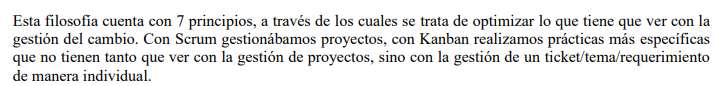 Esta filosofía cuenta con 7 principios, a través de los cuales se trata de optimizar lo que tiene que ver con la
gestión del cambio. Con Scrum gestionábamos proyectos, con Kanban realizamos prácticas más específicas
que no tienen tanto que ver con la gestión de proyectos, sino con la gestión de un ticket/tema/requerimiento
de manera individual.